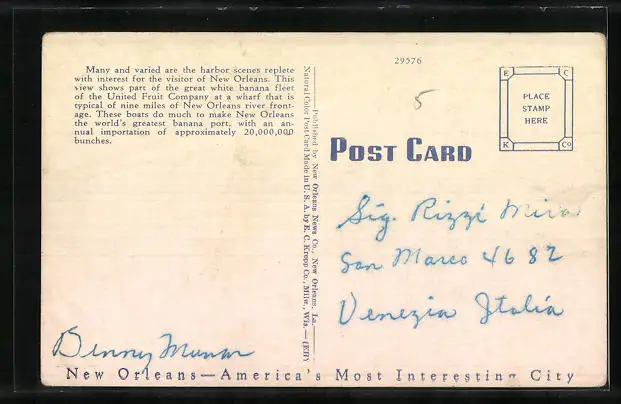 Many and varied are the harbor scenes replete
with interest for the visitor of New Orleans. This
view shows part of the great white banana fleet
of the United Fruit Company at a wharf that is
typical of nine miles of New Orleans river front-
age. These boats do much to make New Orleans
the world's greatest banana port, with an an-
nual importation of approximately 20,000,000
bunches.
Benny
—Published by New Orleans News Co., New Orleans, La.—
Natural Color Post Card Made in U. S. A. by E. C. Kropp Co., Milw., Wis.—
29576
5
POST CARD
E C
PLACE
STAMP
HERE
K Co
Sig. Rizzi
San Marco 4682
Venezia Italia
New Orleans—America's Most Interesting City